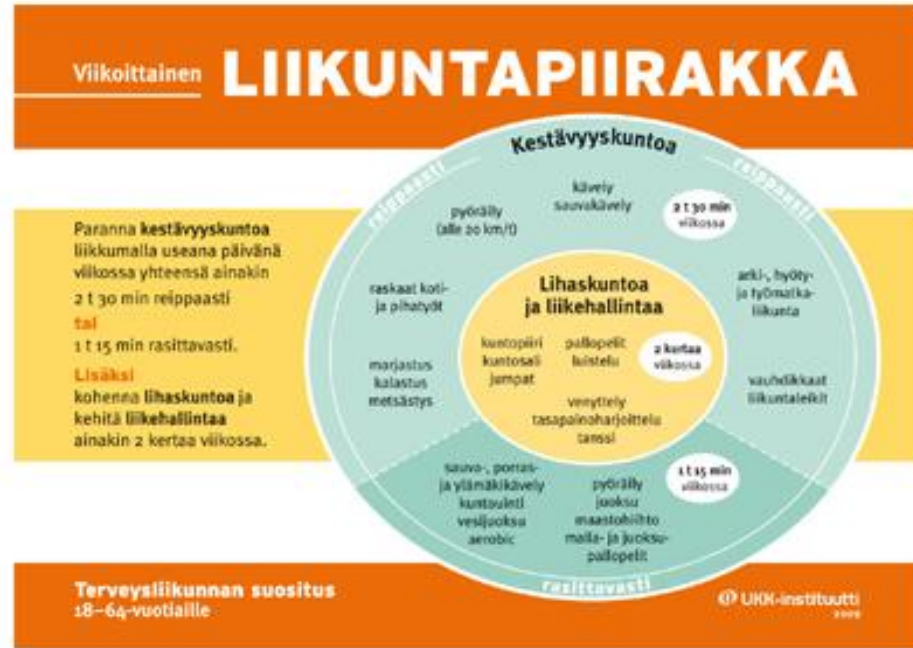 Viikoittainen LIIKUNTAPIIRAKKA
Paranna kestävyyskuntoa
liikkumalla useana päivänä
viikossa yhteensä ainakin
2 t 30 min reippaasti
tai
1 t 15 min rasittavasti.
Lisäksi
kohenna lihaskuntoa ja
kehitä liikehallintaa
ainakin 2 kertaa viikossa.
Kestävyyskuntoa
reippaasti
reippaasti
kävely
sauvakävely
2 t 30 min
viikossa
pyöräily
(alle 20 km/t)
raskaat koti-
ja pihatyöt
marjastus
kalastus
metsästys
arki-, hyöty-
ja työmatka-
liikunta
vauhdikkaat
liikuntaleikit
Lihaskuntoa
ja liikehallintaa
kuntopiiri
kuntosali
jumpat
pallopelit
luistelu
2 kertaa
viikossa
venyttely
tasapainoharjoittelu
tanssi
sauva-, porras-
ja ylämäkikävely
kuntouinti
vesijuoksu
aerobic
pyöräily
juoksu
maastohiihto
maila- ja juoksu-
pallopelit
1 t 15 min
viikossa
rasittavasti
Terveysliikunnan suositus
18–64-vuotiaille
UKK-instituutti
2009